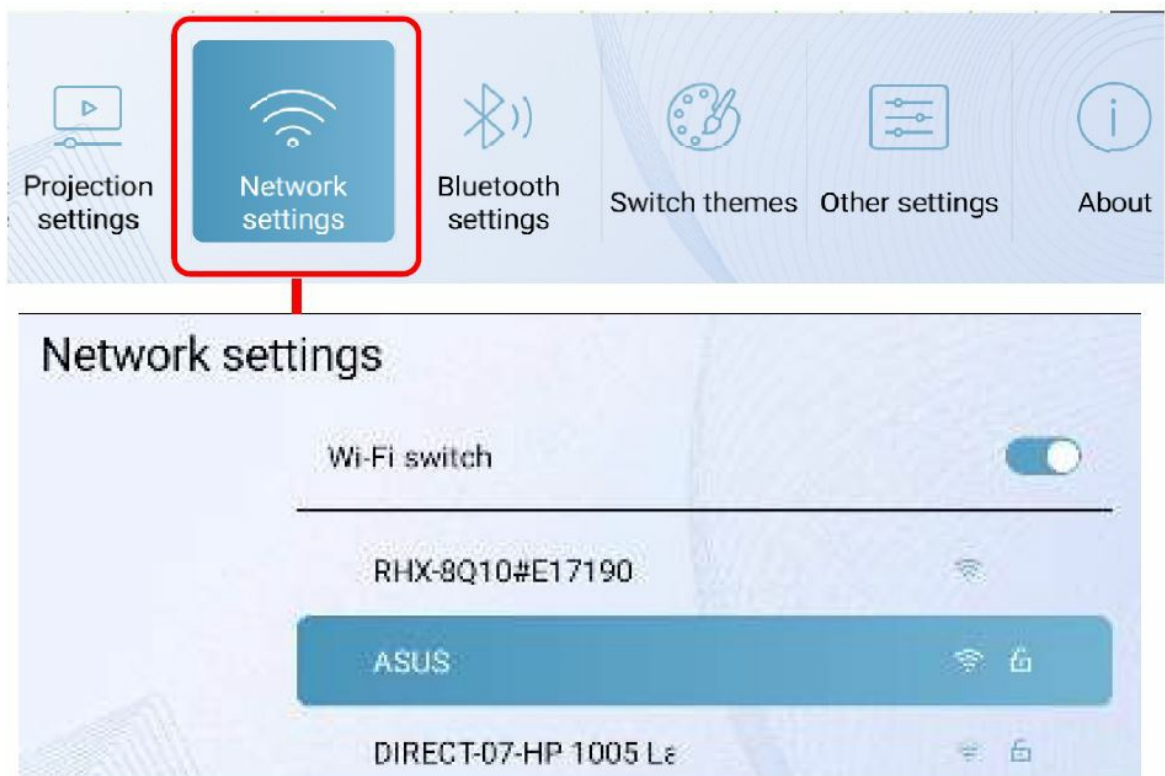 Projection
settings
Network
settings
Bluetooth
settings
Switch themes
Other settings
About
Network settings
Wi-Fi switch
RHX-8Q10#E17190
ASUS
DIRECT-07-HP 1005 La